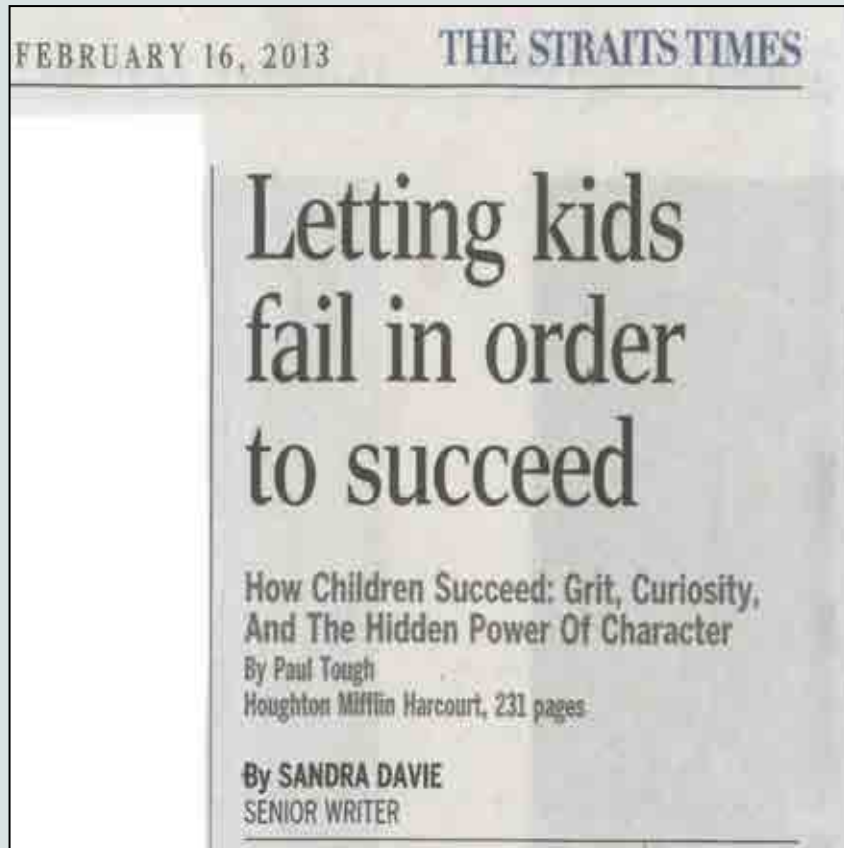 FEBRUARY 16, 2013 THE STRAITS TIMES
Letting kids
fail in order
to succeed
How Children Succeed: Grit, Curiosity,
And The Hidden Power Of Character
By Paul Tough
Houghton Mifflin Harcourt, 231 pages
By SANDRA DAVIE
SENIOR WRITER